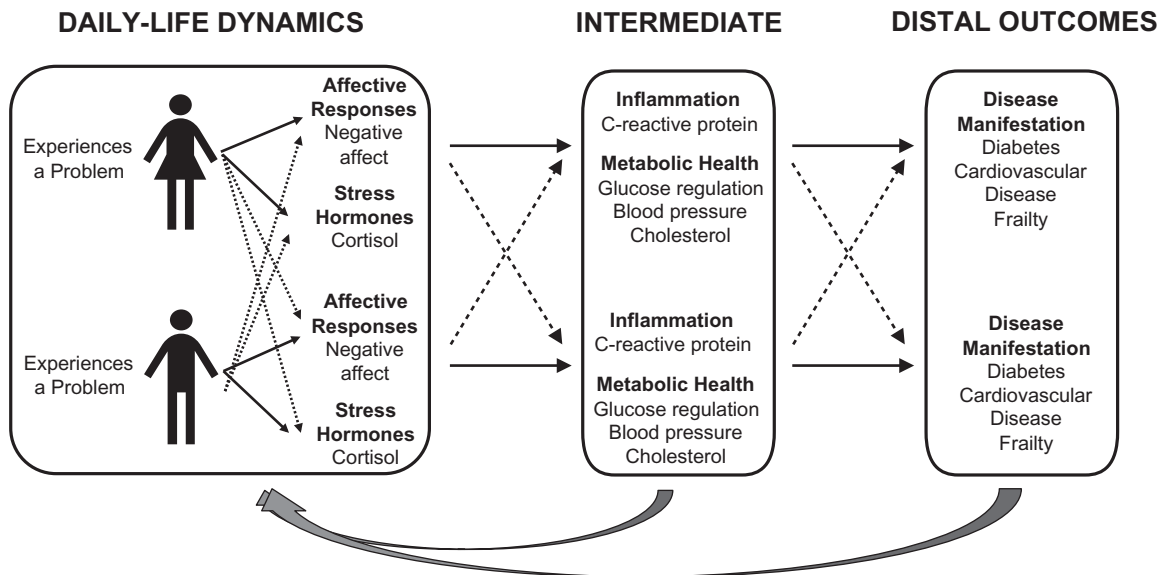 DAILY-LIFE DYNAMICS
INTERMEDIATE
DISTAL OUTCOMES
Experiences
a Problem
Affective
Responses
Negative
affect
Stress
Hormones
Cortisol
Experiences
a Problem
Affective
Responses
Negative
affect
Stress
Hormones
Cortisol
Inflammation
C-reactive protein
Metabolic Health
Glucose regulation
Blood pressure
Cholesterol
Inflammation
C-reactive protein
Metabolic Health
Glucose regulation
Blood pressure
Cholesterol
Disease
Manifestation
Diabetes
Cardiovascular
Disease
Frailty
Disease
Manifestation
Diabetes
Cardiovascular
Disease
Frailty